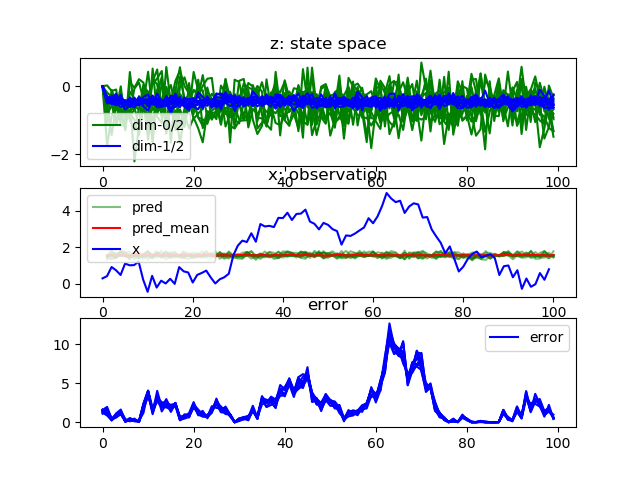 z: state space
0
−2
dim-0/2
dim-1/2
0 20 40 60 80 100
x: observation
4
2
0
pred
pred_mean
x
0 20 40 60 80 100
error
10
5
0
error
0 20 40 60 80 100